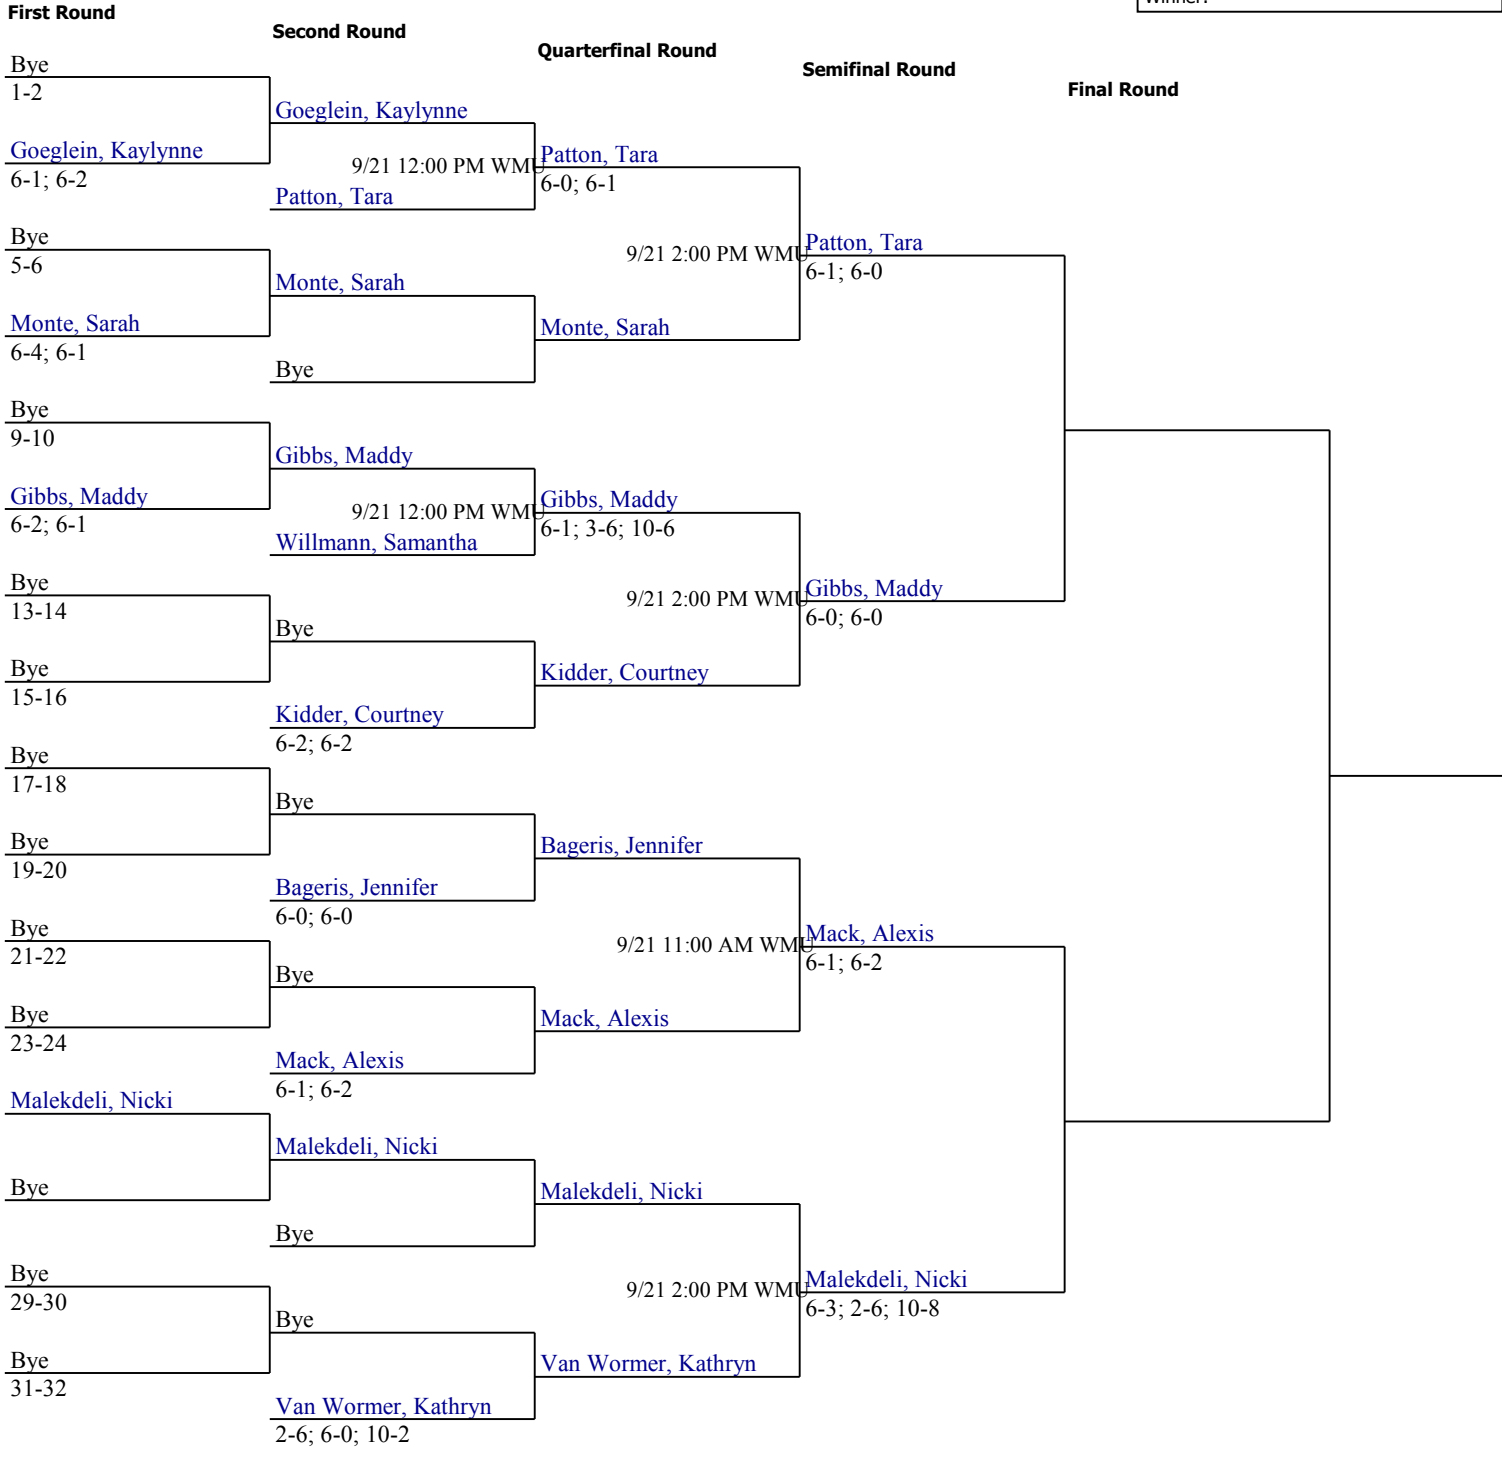 Winner:
First Round
Second Round
Quarterfinal Round
Semifinal Round
Final Round
Bye
1-2
Goeglein, Kaylynne
6-1; 6-2
Bye
5-6
Monte, Sarah
6-4; 6-1
Bye
9-10
Gibbs, Maddy
6-2; 6-1
Bye
13-14
Bye
15-16
Bye
17-18
Bye
19-20
Bye
21-22
Bye
23-24
Malekdeli, Nicki
Bye
Bye
29-30
Bye
31-32
Goeglein, Kaylynne
9/21 12:00 PM WMU
Patton, Tara
Monte, Sarah
Bye
Gibbs, Maddy
9/21 12:00 PM WMU
Willmann, Samantha
Bye
Kidder, Courtney
6-2; 6-2
Bye
Bageris, Jennifer
6-0; 6-0
Bye
Mack, Alexis
6-1; 6-2
Malekdeli, Nicki
Bye
Bye
Van Wormer, Kathryn
2-6; 6-0; 10-2
Patton, Tara
6-0; 6-1
9/21 2:00 PM WMU
Monte, Sarah
Gibbs, Maddy
6-1; 3-6; 10-6
9/21 2:00 PM WMU
Kidder, Courtney
Bageris, Jennifer
9/21 11:00 AM WMU
Mack, Alexis
Malekdeli, Nicki
9/21 2:00 PM WMU
Van Wormer, Kathryn
Patton, Tara
6-1; 6-0
Gibbs, Maddy
6-0; 6-0
Mack, Alexis
6-1; 6-2
Malekdeli, Nicki
6-3; 2-6; 10-8